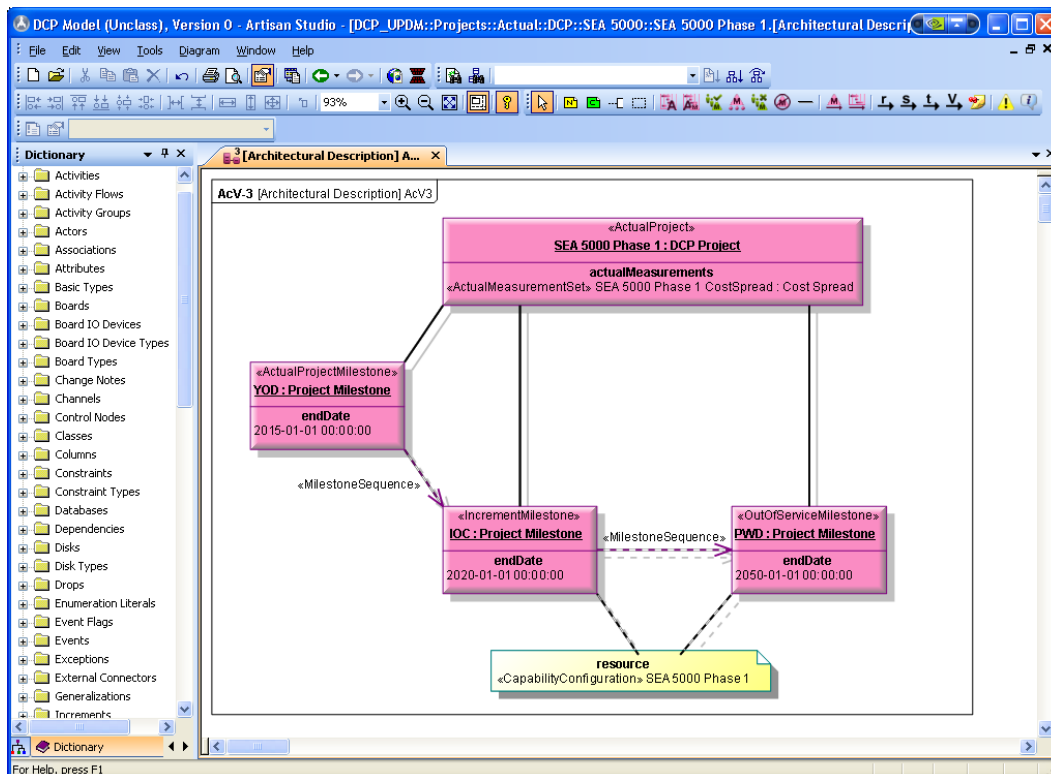 DCP Model (Unclass), Version 0 - Artisan Studio - [DCP_UPDM::Projects::Actual::DCP::SEA 5000::SEA 5000 Phase 1.[Architectural Descrip
File Edit View Tools Diagram Window Help
93%
Dictionary
[Architectural Description] A...
Activities
Activity Flows
Activity Groups
Actors
Associations
Attributes
Basic Types
Boards
Board IO Devices
Board IO Device Types
Board Types
Change Notes
Channels
Control Nodes
Classes
Columns
Constraints
Constraint Types
Databases
Dependencies
Disks
Disk Types
Drops
Enumeration Literals
Event Flags
Events
Exceptions
External Connectors
Generalizations
Increments
Dictionary
AcV-3 [Architectural Description] AcV3
«ActualProject»
SEA 5000 Phase 1 : DCP Project
actualMeasurements
«ActualMeasurementSet» SEA 5000 Phase 1 CostSpread : Cost Spread
«ActualProjectMilestone»
YOD : Project Milestone
endDate
2015-01-01 00:00:00
«MilestoneSequence»
«IncrementMilestone»
IOC : Project Milestone
endDate
2020-01-01 00:00:00
«MilestoneSequence»
«OutOfServiceMilestone»
PWD : Project Milestone
endDate
2050-01-01 00:00:00
resource
«CapabilityConfiguration» SEA 5000 Phase 1
For Help, press F1